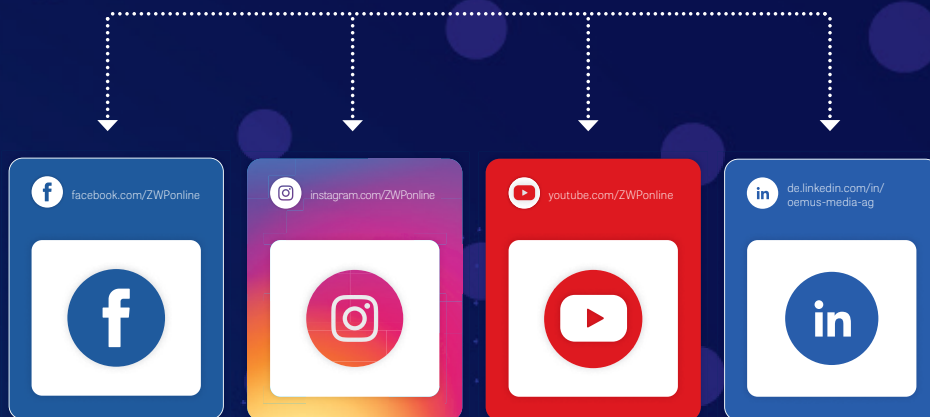 facebook.com/ZWPonline
instagram.com/ZWPonline
youtube.com/ZWPonline
de.linkedin.com/in/
oemus-media-ag